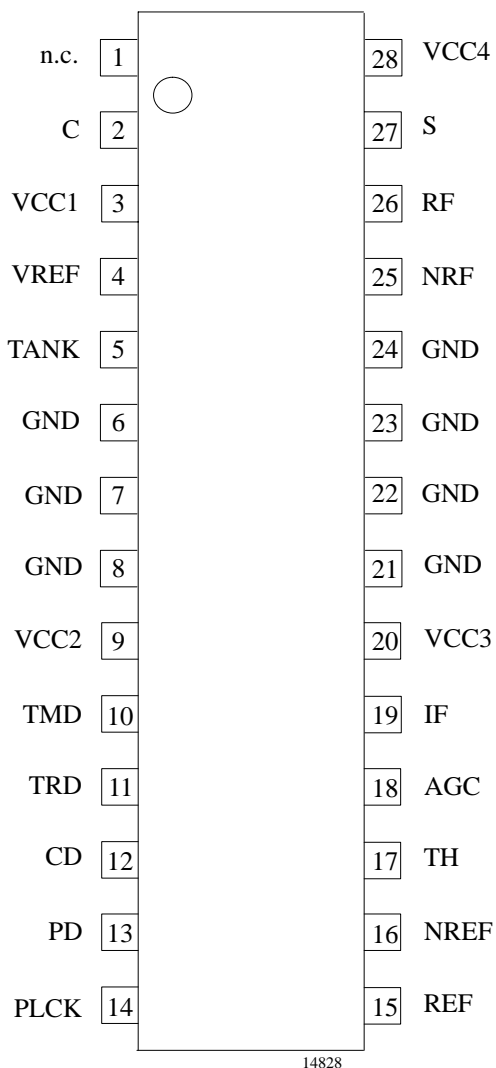 n.c. 1 28 VCC4
C 2 27 S
VCC1 3 26 RF
VREF 4 25 NRF
TANK 5 24 GND
GND 6 23 GND
GND 7 22 GND
GND 8 21 GND
VCC2 9 20 VCC3
TMD 10 19 IF
TRD 11 18 AGC
CD 12 17 TH
PD 13 16 NREF
PLCK 14 15 REF
14828